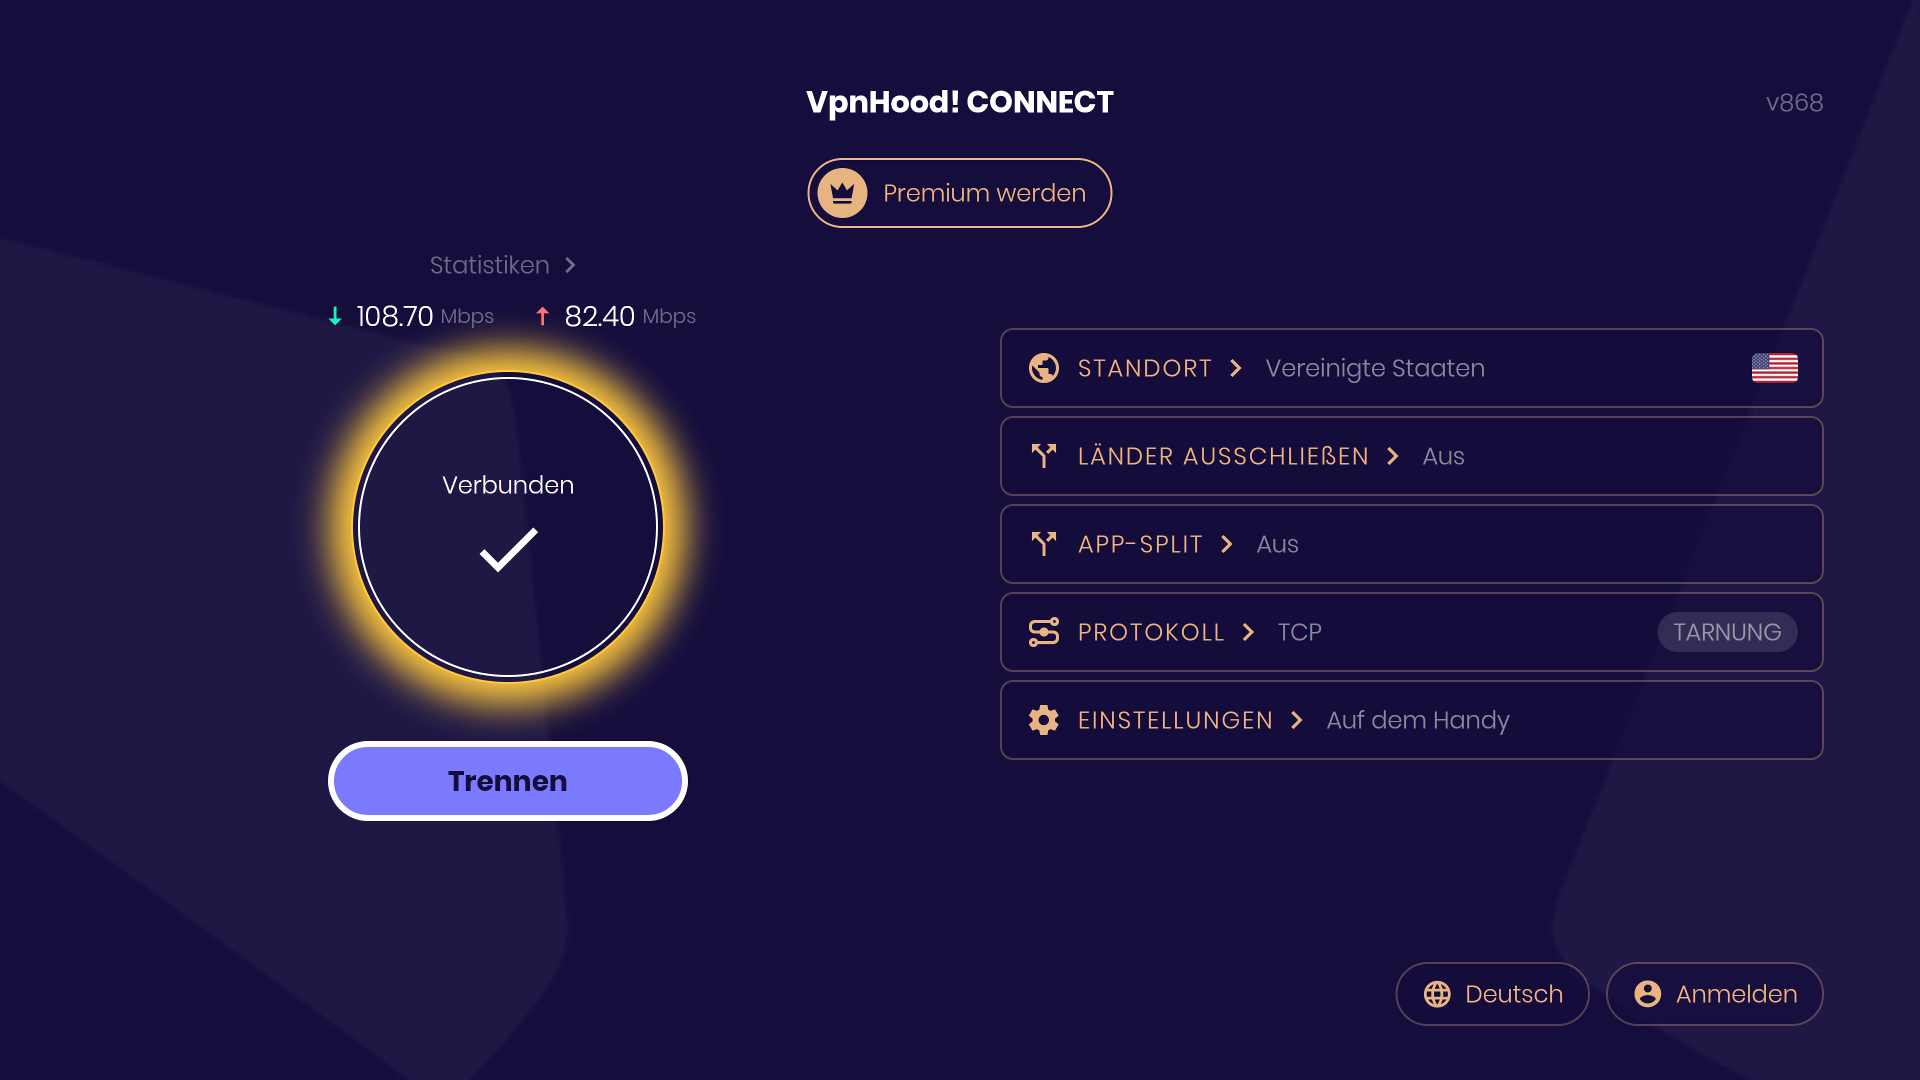 VpnHood! CONNECT
v868
Premium werden
Statistiken
108.70 Mbps 82.40 Mbps
Verbunden
Trennen
STANDORT Vereinigte Staaten
LÄNDER AUSSCHLIEßEN Aus
APP-SPLIT Aus
PROTOKOLL TCP TARNUNG
EINSTELLUNGEN Auf dem Handy
Deutsch Anmelden